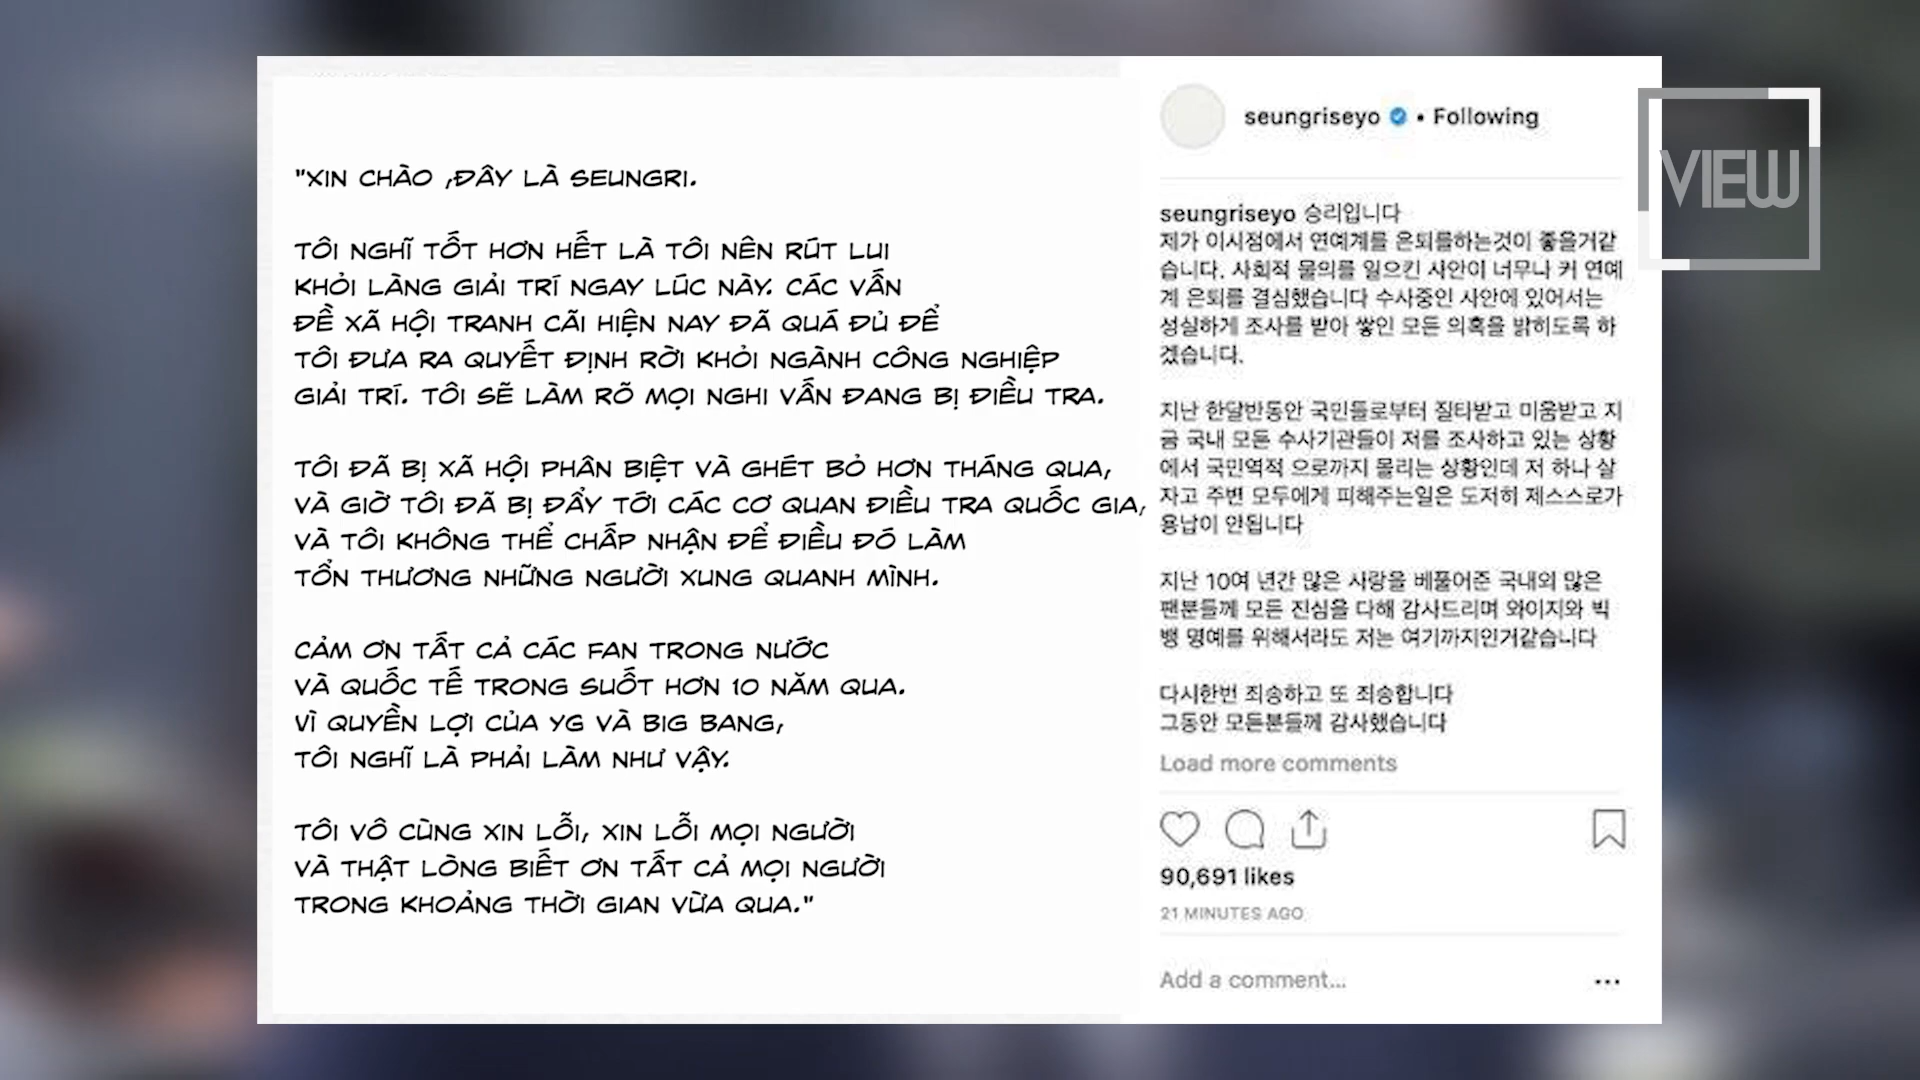 "XIN CHÀO ,ĐÂY LÀ SEUNGRI.
TÔI NGHĨ TỐT HƠN HẾT LÀ TÔI NÊN RÚT LUI
KHỎI LÀNG GIẢI TRÍ NGAY LÚC NÀY. CÁC VẤN
ĐỀ XÃ HỘI TRANH CÃI HIỆN NAY ĐÃ QUÁ ĐỦ ĐỂ
TÔI ĐƯA RA QUYẾT ĐỊNH RỜI KHỎI NGÀNH CÔNG NGHIỆP
GIẢI TRÍ. TÔI SẼ LÀM RÕ MỌI NGHI VẤN ĐANG BỊ ĐIỀU TRA.
TÔI ĐÃ BỊ XÃ HỘI PHÂN BIỆT VÀ GHÉT BỎ HƠN THÁNG QUA,
VÀ GIỜ TÔI ĐÃ BỊ ĐẨY TỚI CÁC CƠ QUAN ĐIỀU TRA QUỐC GIA,
VÀ TÔI KHÔNG THỂ CHẤP NHẬN ĐỂ ĐIỀU ĐÓ LÀM
TỔN THƯƠNG NHỮNG NGƯỜI XUNG QUANH MÌNH.
CẢM ƠN TẤT CẢ CÁC FAN TRONG NƯỚC
VÀ QUỐC TẾ TRONG SUỐT HƠN 10 NĂM QUA.
VÌ QUYỀN LỢI CỦA YG VÀ BIG BANG,
TÔI NGHĨ LÀ PHẢI LÀM NHƯ VẬY.
TÔI VÔ CÙNG XIN LỖI, XIN LỖI MỌI NGƯỜI
VÀ THẬT LÒNG BIẾT ƠN TẤT CẢ MỌI NGƯỜI
TRONG KHOẢNG THỜI GIAN VỪA QUA."
seungriseyo • Following
seungriseyo 승리입니다
제가 이시점에서 연예계를 은퇴를하는것이 좋을거같
습니다. 사회적 물의를 일으킨 사안이 너무나 커 연예
계 은퇴를 결심했습니다 수사중인 사안에 있어서는
성실하게 조사를 받아 쌓인 모든 의혹을 밝히도록 하
겠습니다.
지난 한달반동안 국민들로부터 질타받고 미움받고 지
금 국내 모든 수사기관들이 저를 조사하고 있는 상황
에서 국민역적 으로까지 몰리는 상황인데 저 하나 살
자고 주변 모두에게 피해주는일은 도저히 제스스로가
용납이 안됩니다
지난 10여 년간 많은 사랑을 베풀어준 국내외 많은
팬분들께 모든 진심을 다해 감사드리며 와이지와 빅
뱅 명예를 위해서라도 저는 여기까지인거같습니다
다시한번 죄송하고 또 죄송합니다
그동안 모든분들께 감사했습니다
Load more comments
90,691 likes
21 MINUTES AGO
Add a comment...
VIEW